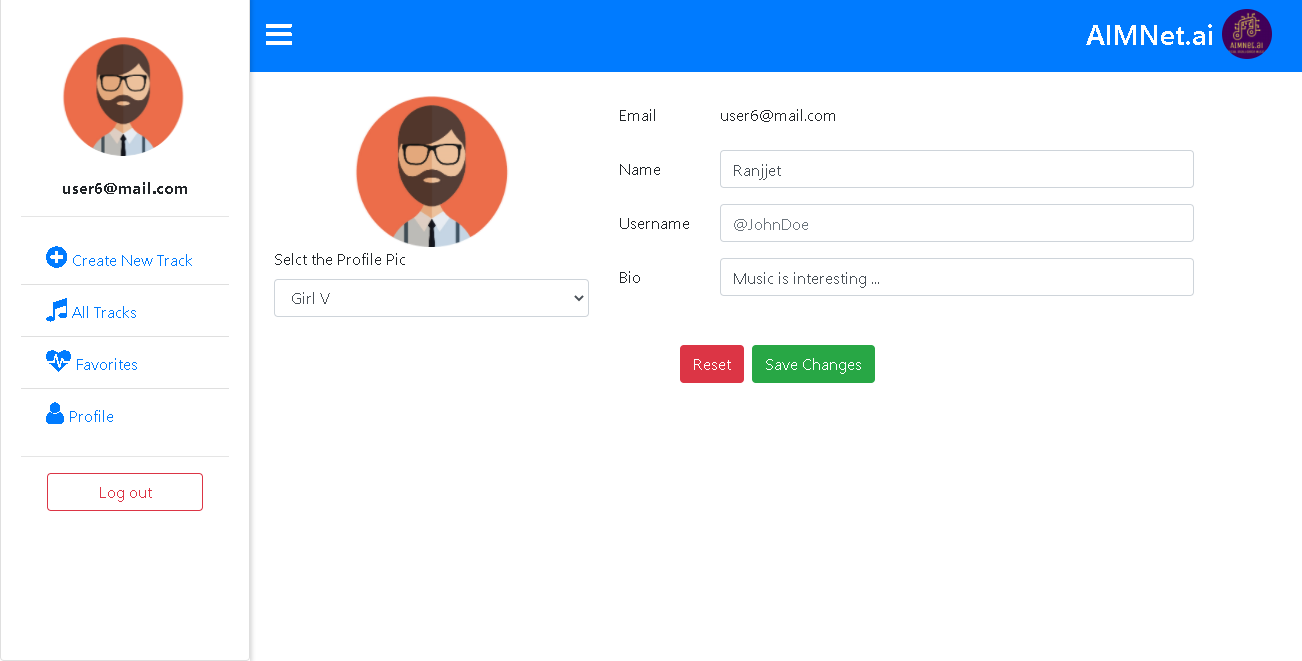 user6@mail.com
Create New Track
All Tracks
Favorites
Profile
Log out
AIMNet.ai
AIMNet.ai
Selct the Profile Pic
Girl V
Email user6@mail.com
Name Ranjjet
Username @JohnDoe
Bio Music is interesting ...
Reset Save Changes